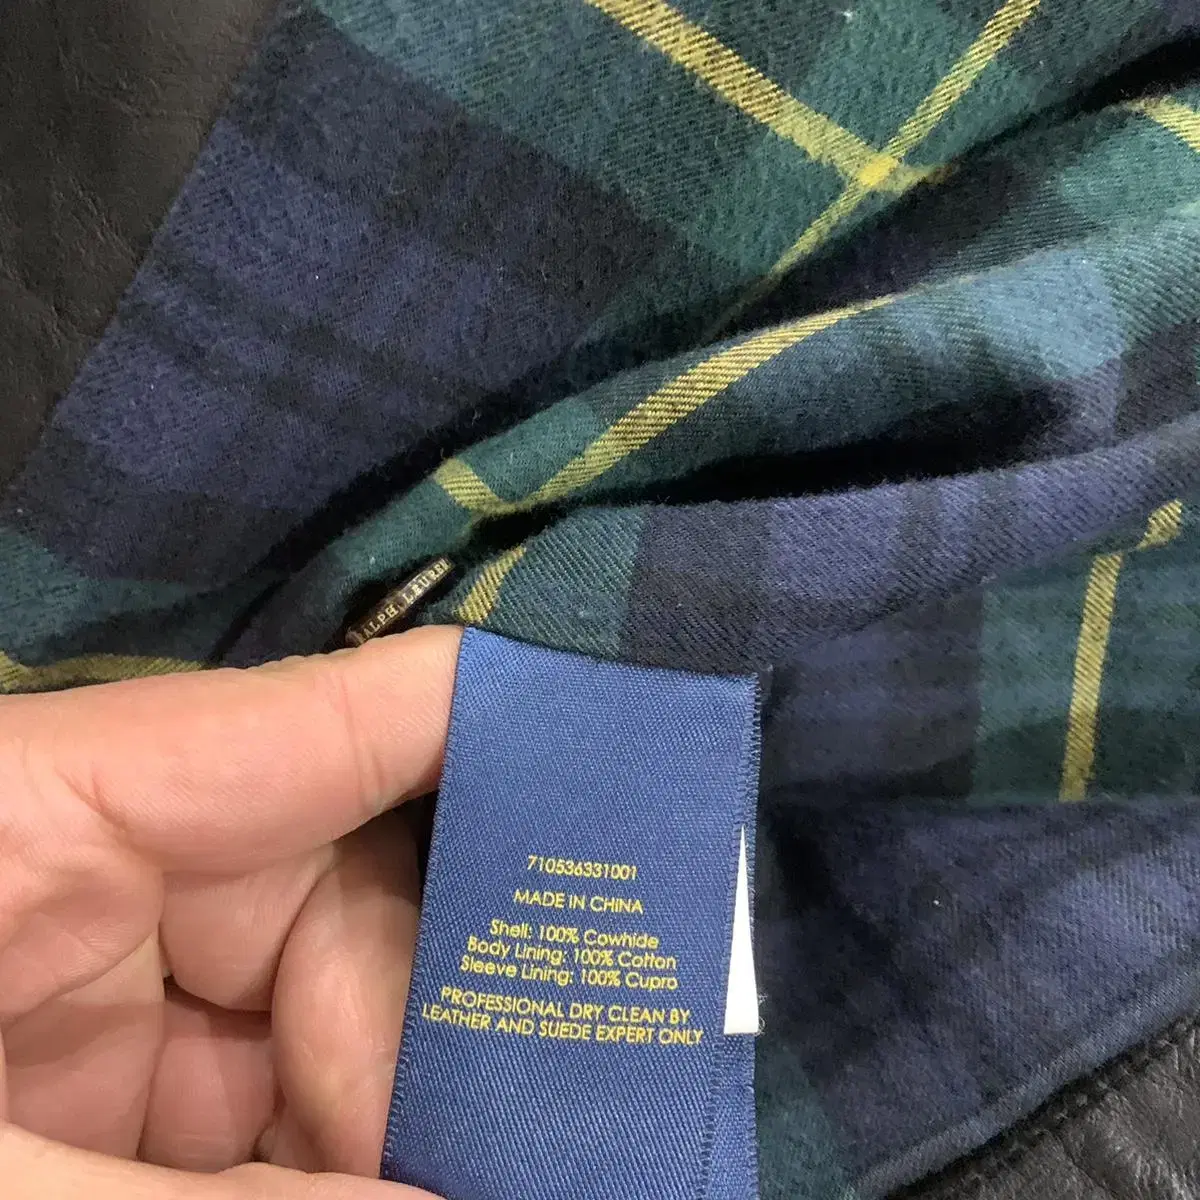 RALPH LAUREN
710536331001
MADE IN CHINA
Shell: 100% Cowhide
Body Lining: 100% Cotton
Sleeve Lining: 100% Cupro
PROFESSIONAL DRY CLEAN BY
LEATHER AND SUEDE EXPERT ONLY